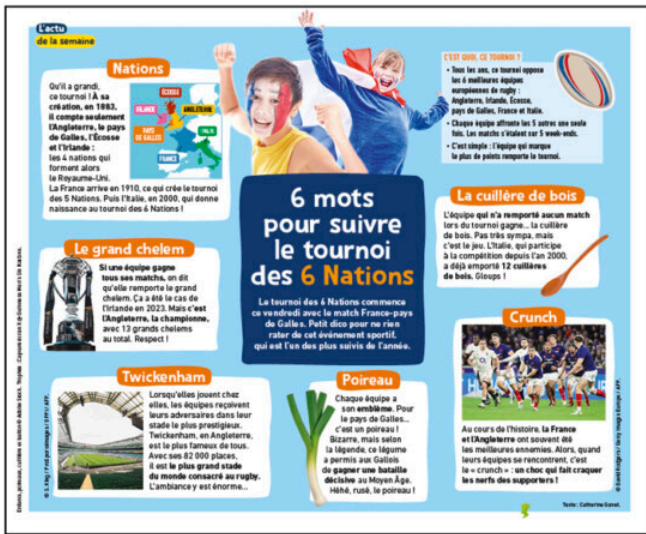 L'actu
de la semaine
Nations
Qu'il a grandi,
ce tournoi ! À sa
création, en 1883,
il compte seulement
l'Angleterre, le pays
de Galles, l'Écosse
et l'Irlande :
les 4 nations qui
forment alors
le Royaume-Uni.
La France arrive en 1910, ce qui crée le tournoi
des 5 Nations. Puis l'Italie, en 2000, qui donne
naissance au tournoi des 6 Nations !
ÉCOSSE
IRLANDE
ANGLETERRE
PAYS
DE GALLES
ITALIE
FRANCE
C'EST QUOI, CE TOURNOI ?
• Tous les ans, ce tournoi oppose
les 6 meilleures équipes
européennes de rugby :
Angleterre, Irlande, Écosse,
pays de Galles, France et Italie.
• Chaque équipe affronte les 5 autres une seule
fois. Les matchs s'étalent sur 5 week-ends.
• C'est simple : l'équipe qui marque
le plus de points remporte le tournoi.
6 mots
pour suivre
le tournoi
des 6 Nations
Le tournoi des 6 Nations commence
ce vendredi avec le match France-pays
de Galles. Petit dico pour ne rien
rater de cet événement sportif,
qui est l'un des plus suivis de l'année.
La cuillère de bois
L'équipe qui n'a remporté aucun match
lors du tournoi gagne... la cuillère
de bois. Pas très sympa, mais
c'est le jeu. L'Italie, qui participe
à la compétition depuis l'an 2000,
a déjà emporté 12 cuillères
de bois. Gloups !
Le grand chelem
Si une équipe gagne
tous ses matchs, on dit
qu'elle remporte le grand
chelem. Ça a été le cas de
l'Irlande en 2023. Mais c'est
l'Angleterre, la championne,
avec 13 grands chelems
au total. Respect !
Crunch
Au cours de l'histoire, la France
et l'Angleterre ont souvent été
les meilleures ennemies. Alors, quand
leurs équipes se rencontrent, c'est
le « crunch » : un choc qui fait craquer
les nerfs des supporters !
Twickenham
Lorsqu'elles jouent chez
elles, les équipes reçoivent
leurs adversaires dans leur
stade le plus prestigieux.
Twickenham, en Angleterre,
est le plus fameux de tous.
Avec ses 82 000 places,
il est le plus grand stade
du monde consacré au rugby.
L'ambiance y est énorme...
Poireau
Chaque équipe a
son emblème. Pour
le pays de Galles...
c'est un poireau !
Bizarre, mais selon
la légende, ce légume
a permis aux Gallois
de gagner une bataille
décisive au Moyen Âge.
Héhé, rusé, le poireau !
Texte : Catherine Ganet.